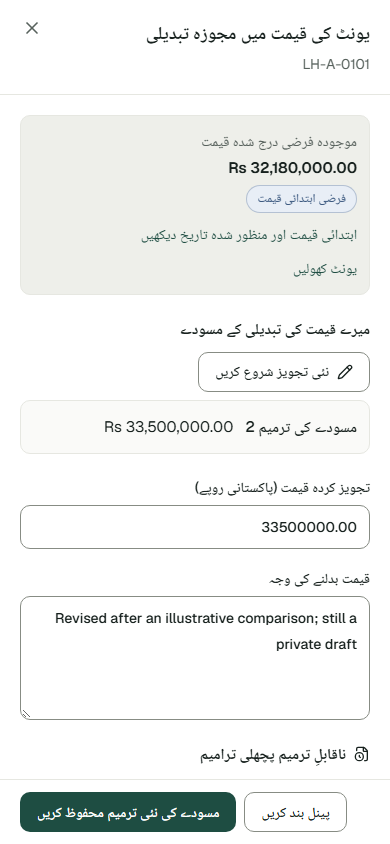 یونٹ کی قیمت میں مجوزہ تبدیلی
LH-A-0101
موجودہ فرضی درج شدہ قیمت
Rs 32,180,000.00
فرضی ابتدائی قیمت
ابتدائی قیمت اور منظور شدہ تاریخ دیکھیں
یونٹ کھولیں
میرے قیمت کی تبدیلی کے مسودے
نئی تجویز شروع کریں
مسودے کی ترمیم 2 Rs 33,500,000.00
تجویز کردہ قیمت (پاکستانی روپے)
33500000.00
قیمت بدلنے کی وجہ
Revised after an illustrative comparison; still a
private draft
ناقابلِ ترمیم پچھلی ترامیم
پینل بند کریں
مسودے کی نئی ترمیم محفوظ کریں